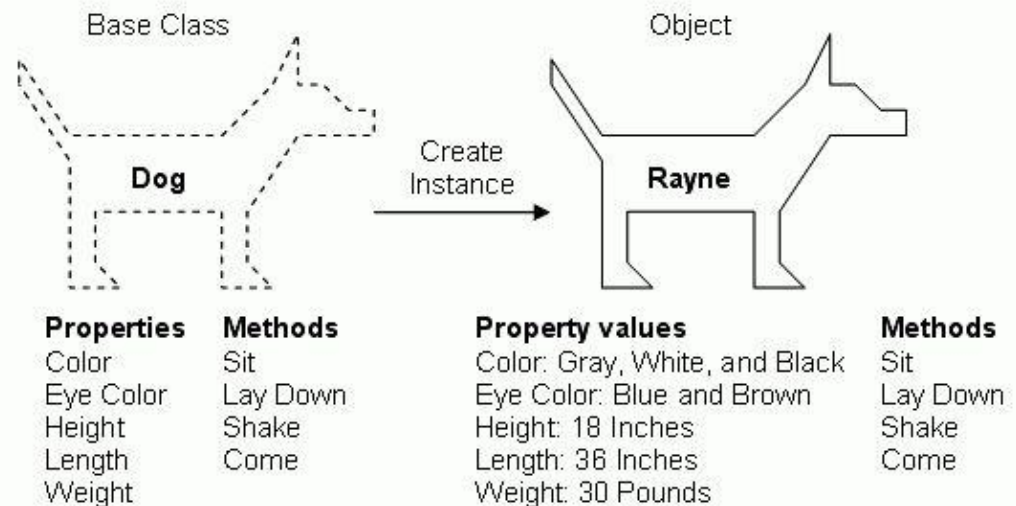 Base Class
Object
Dog
Create
Instance
Rayne
Properties
Color
Eye Color
Height
Length
Weight
Methods
Sit
Lay Down
Shake
Come
Property values
Color: Gray, White, and Black
Eye Color: Blue and Brown
Height: 18 Inches
Length: 36 Inches
Weight: 30 Pounds
Methods
Sit
Lay Down
Shake
Come